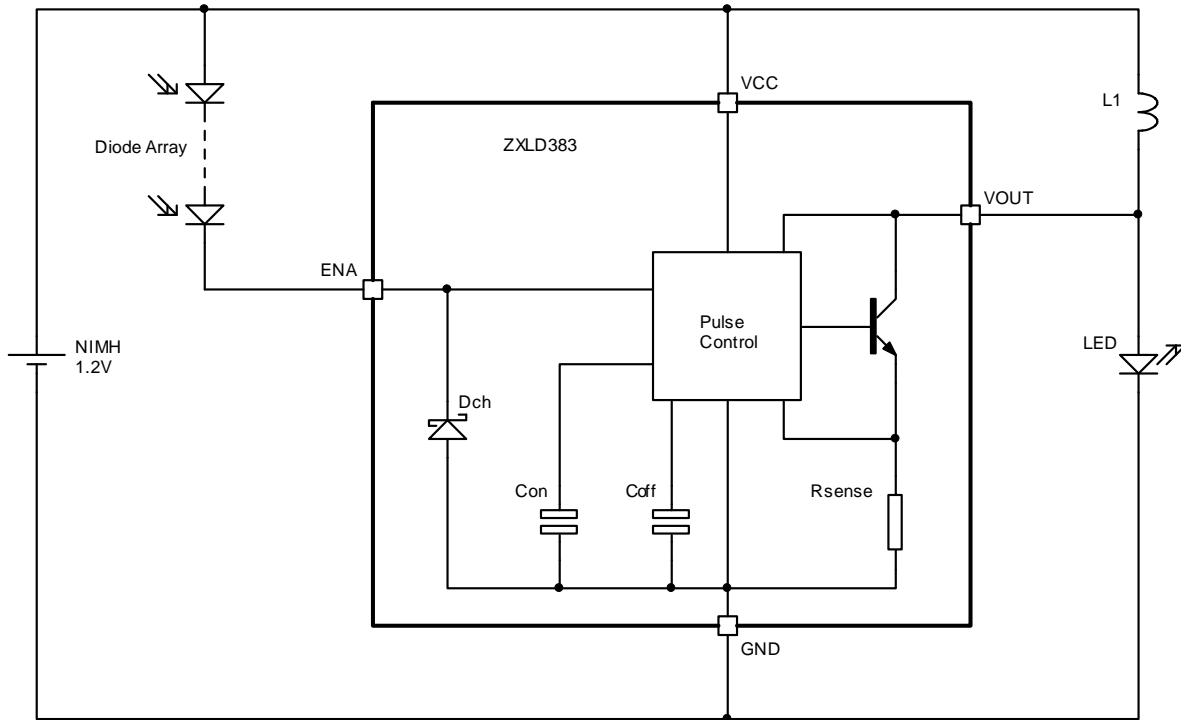 VCC
L1
ZXLD383
Diode Array
VOUT
ENA
Pulse
Control
NIMH
1.2V
LED
Dch
Con
Coff
Rsense
GND